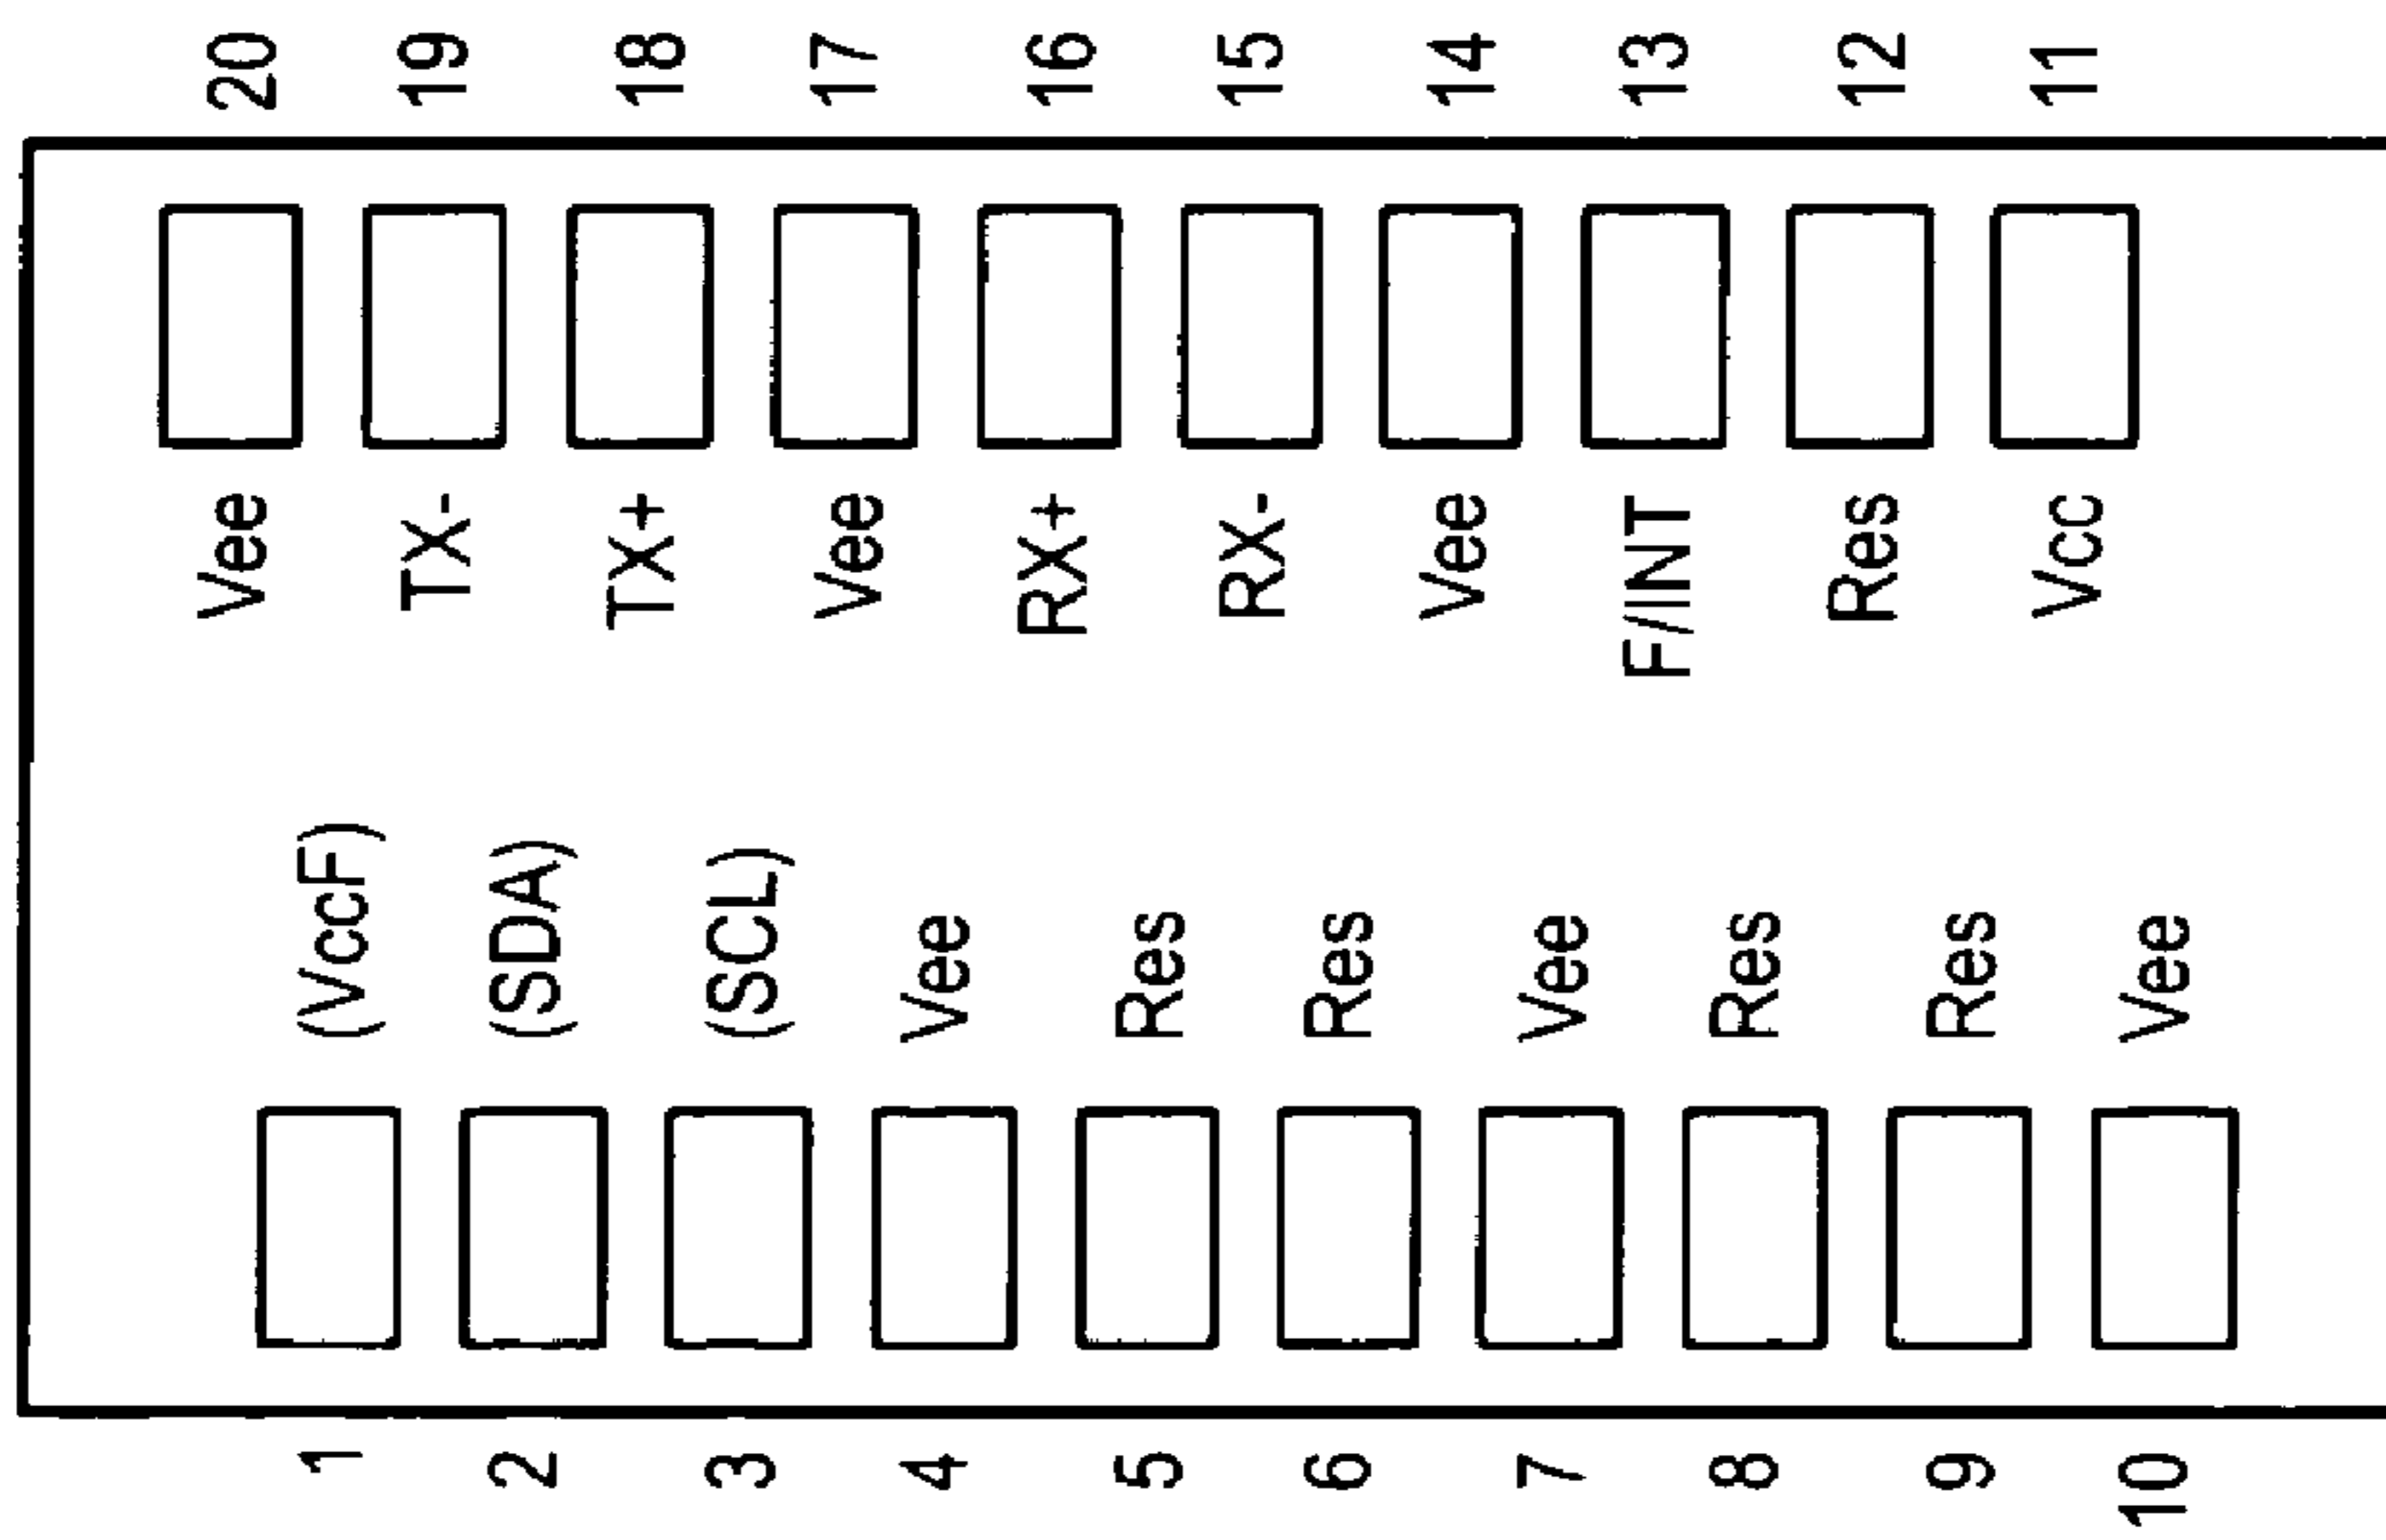 20 19 18 17 16 15 14 13 12 11
Vee TX- TX+ Vee RX+ RX- Vee F/INT Res Vcc
(VccF) (SDA) (SCL) Vee Res Res Vee Res Res Vee
1 2 3 4 5 6 7 8 9 10